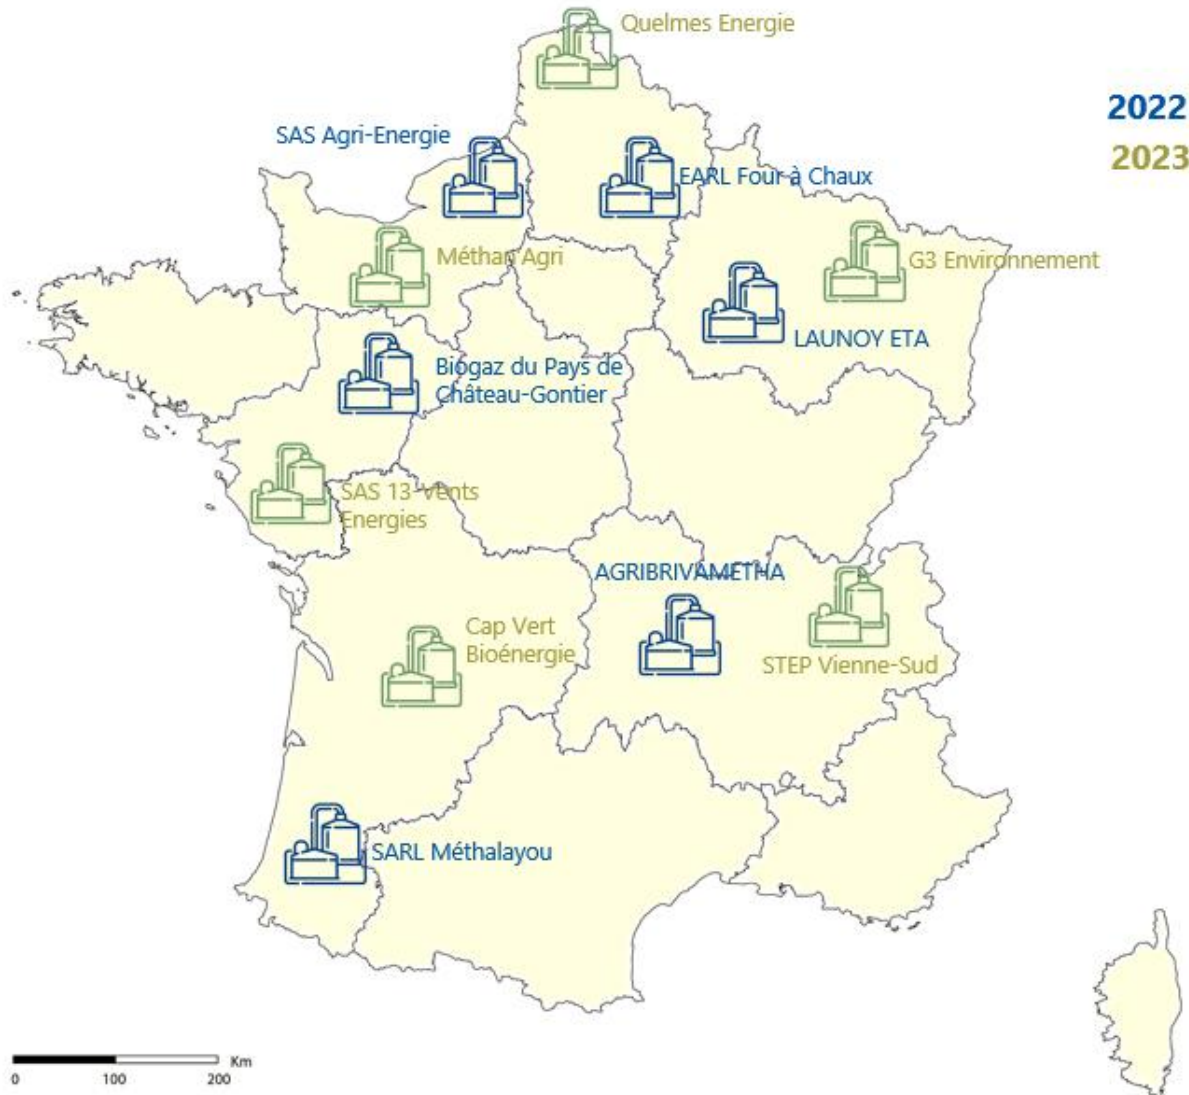 Quelmes Energie
2022
SAS Agri-Energie
2023
EARL Four à Chaux
Méthan Agri
G3 Environnement
LAUNOY ETA
Biogaz du Pays de
Château-Gontier
SAS 13 Vents
Energies
AGRIBRIVAMETHA
Cap Vert
Bioénergie
STEP Vienne-Sud
SARL Méthalayou
Km
0 100 200